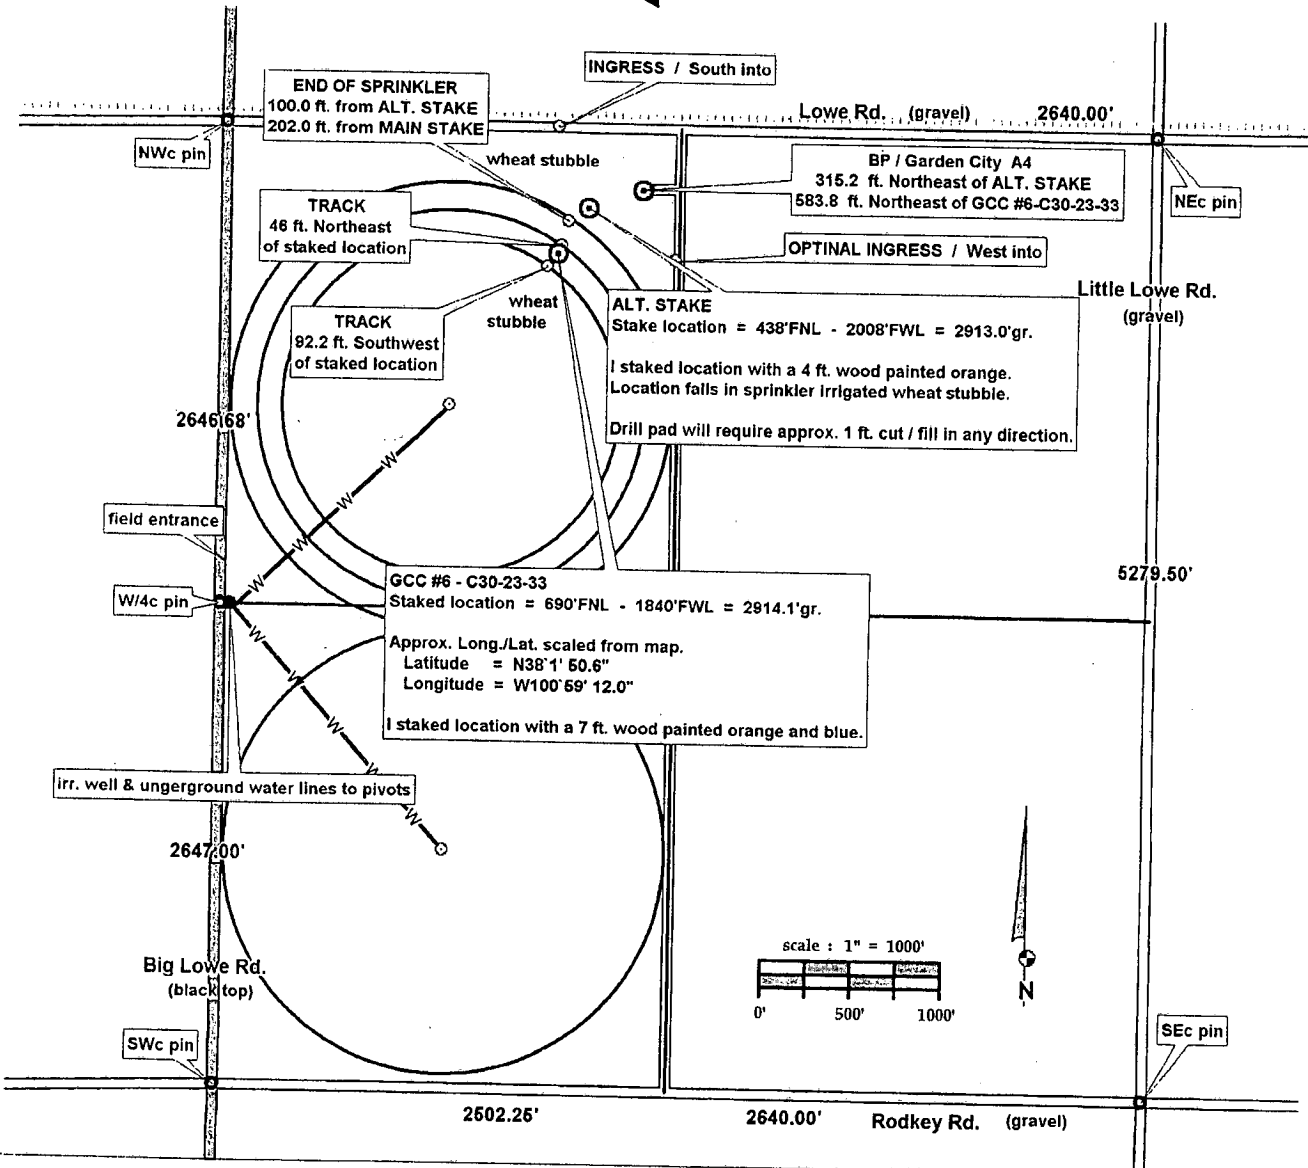 INGRESS / South into
END OF SPRINKLER
100.0 ft. from ALT. STAKE
202.0 ft. from MAIN STAKE
Lowe Rd. (gravel) 2640.00'
NWc pin
wheat stubble
BP / Garden City A4
315.2 ft. Northeast of ALT. STAKE
583.8 ft. Northeast of GCC #6-C30-23-33
NEc pin
TRACK
46 ft. Northeast
of staked location
OPTINAL INGRESS / West into
Little Lowe Rd.
(gravel)
wheat
stubble
TRACK
92.2 ft. Southwest
of staked location
ALT. STAKE
Stake location = 438'FNL - 2008'FWL = 2913.0'gr.
I staked location with a 4 ft. wood painted orange.
Location falls in sprinkler irrigated wheat stubble.
Drill pad will require approx. 1 ft. cut / fill in any direction.
2646.68'
W
W
W
W
field entrance
W/4c pin
5279.50'
GCC #6 - C30-23-33
Staked location = 690'FNL - 1840'FWL = 2914.1'gr.
Approx. Long./Lat. scaled from map.
Latitude = N38°1' 50.6"
Longitude = W100°59' 12.0"
I staked location with a 7 ft. wood painted orange and blue.
W
W
W
W
W
irr. well & ungerground water lines to pivots
2647.00'
scale : 1" = 1000'
0' 500' 1000'
N
Big Lowe Rd.
(black top)
SWc pin
SEc pin
2502.25'
2640.00'
Rodkey Rd. (gravel)